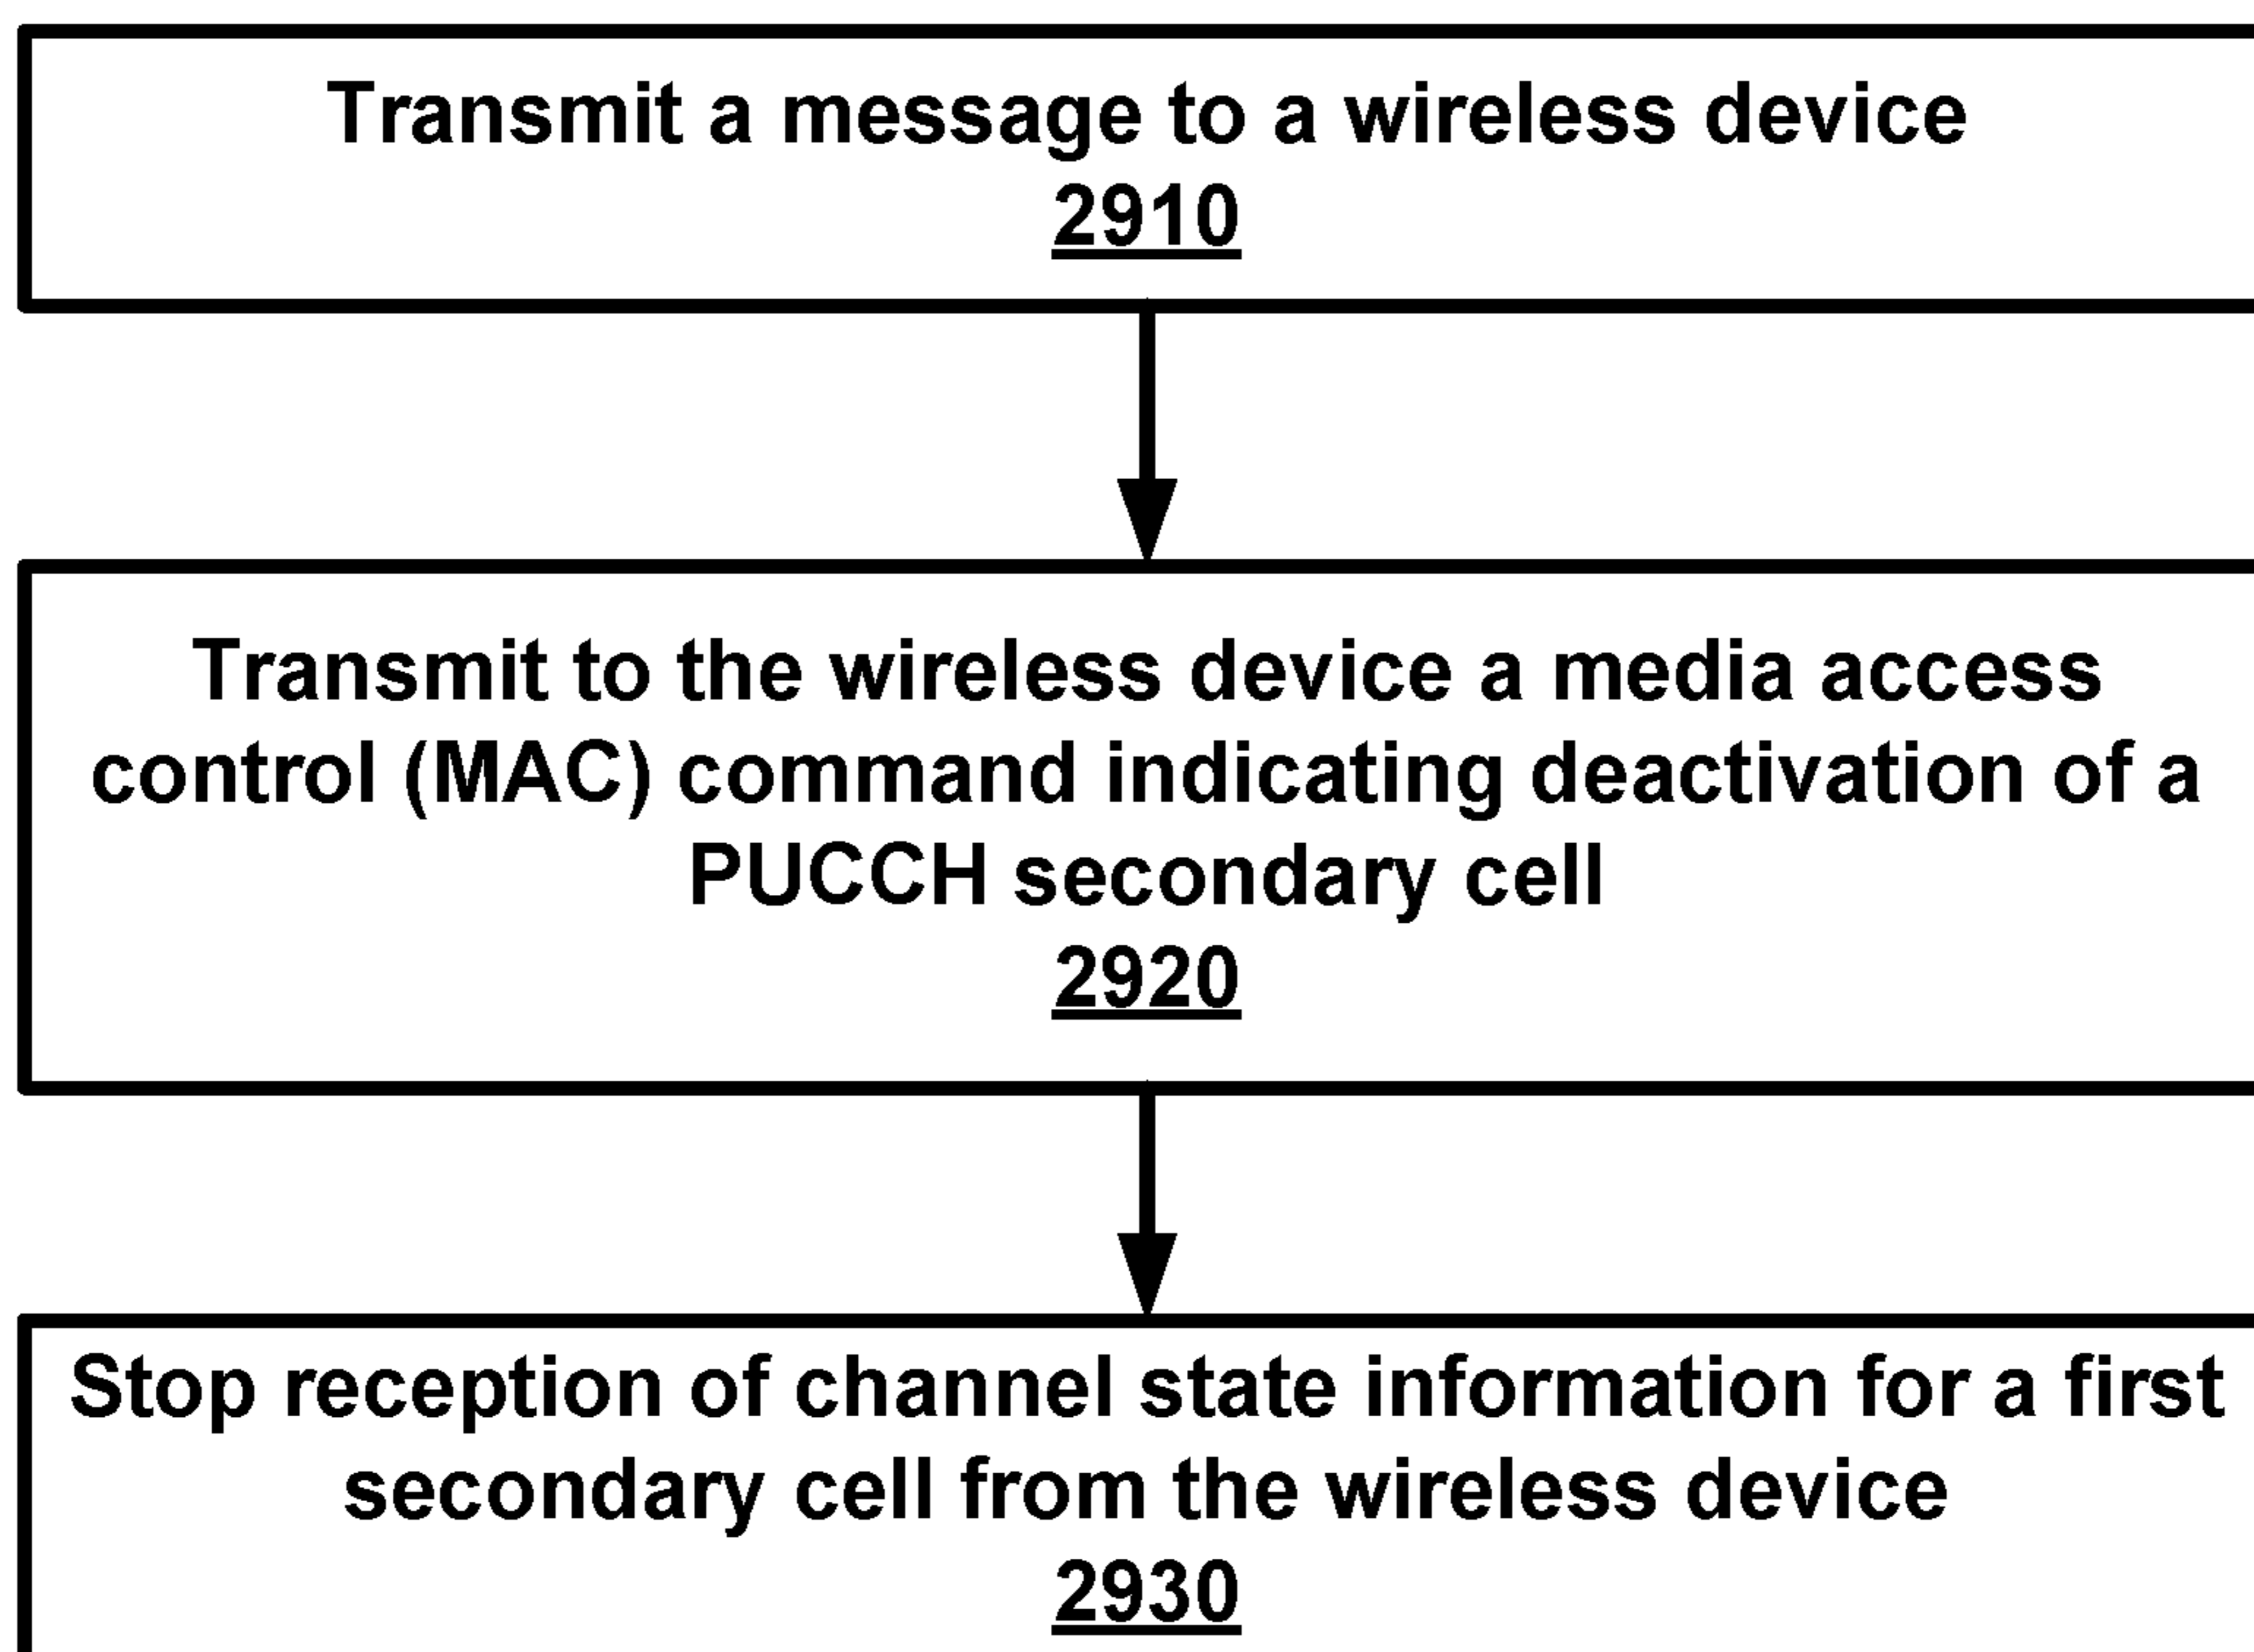 Transmit a message to a wireless device
2910
Transmit to the wireless device a media access
control (MAC) command indicating deactivation of a
PUCCH secondary cell
2920
Stop reception of channel state information for a first
secondary cell from the wireless device
2930